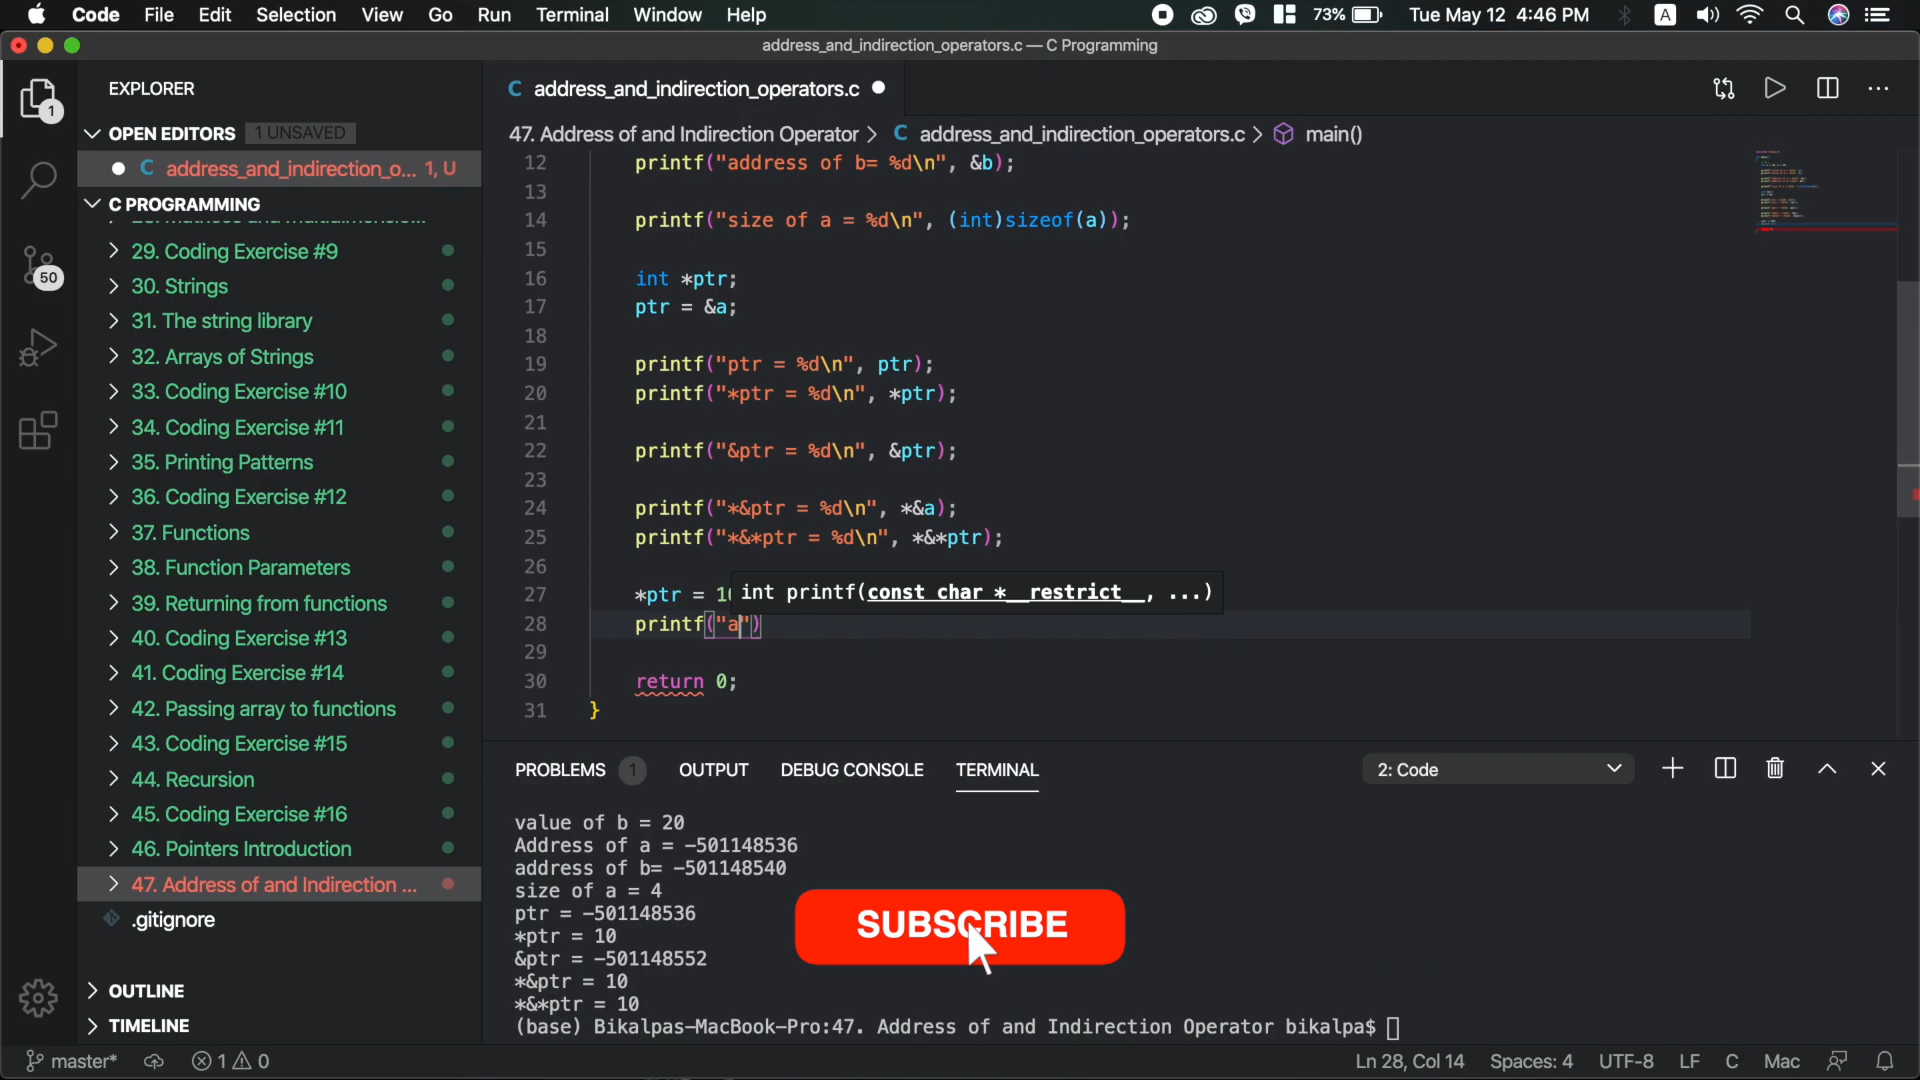 Code File Edit Selection View Go Run Terminal Window Help 73% A Tue May 12 4:46 PM
address_and_indirection_operators.c — C Programming
EXPLORER
C address_and_indirection_operators.c
OPEN EDITORS 1 UNSAVED
C address_and_indirection_o... 1, U
C PROGRAMMING
29. Coding Exercise #9
30. Strings
31. The string library
32. Arrays of Strings
33. Coding Exercise #10
34. Coding Exercise #11
35. Printing Patterns
36. Coding Exercise #12
37. Functions
38. Function Parameters
39. Returning from functions
40. Coding Exercise #13
41. Coding Exercise #14
42. Passing array to functions
43. Coding Exercise #15
44. Recursion
45. Coding Exercise #16
46. Pointers Introduction
47. Address of and Indirection ...
.gitignore
OUTLINE
TIMELINE
1
50
47. Address of and Indirection Operator > C address_and_indirection_operators.c > main()
12 printf("address of b= %d\n", &b);
13
14 printf("size of a = %d\n", (int)sizeof(a));
15
16 int *ptr;
17 ptr = &a;
18
19 printf("ptr = %d\n", ptr);
20 printf("*ptr = %d\n", *ptr);
21
22 printf("&ptr = %d\n", &ptr);
23
24 printf("*&ptr = %d\n", *&a);
25 printf("*&*ptr = %d\n", *&*ptr);
26
27 *ptr = 10
int printf(const char *__restrict__, ...)
28 printf("a")
29
30 return 0;
31 }
PROBLEMS 1 OUTPUT DEBUG CONSOLE TERMINAL 2: Code
value of b = 20
Address of a = -501148536
address of b= -501148540
size of a = 4
ptr = -501148536
*ptr = 10
&ptr = -501148552
*&ptr = 10
*&*ptr = 10
(base) Bikalpas-MacBook-Pro:47. Address of and Indirection Operator bikalpa$
SUBSCRIBE
master* 1 0 Ln 28, Col 14 Spaces: 4 UTF-8 LF C Mac